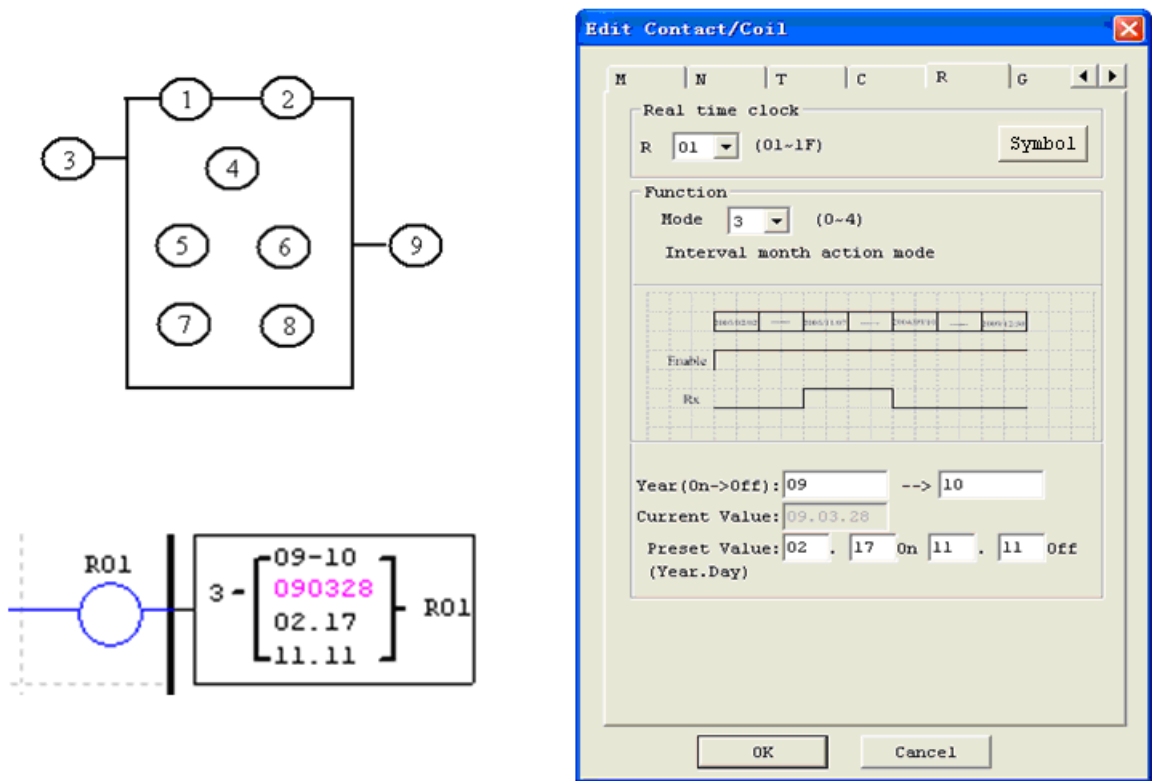 1 2
3
4
5 6
7 8
9
R01
3
09-10
090328
02.17
11.11
R01
Edit Contact/Coil
M N T C R G
Real time clock
R 01 (01~1F) Symbol
Function
Mode 3 (0~4)
Interval month action mode
Enable
Rx
Year(On->Off): 09 --> 10
Current Value: 09.03.28
Preset Value: 02 . 17 On 11 . 11 Off
(Year.Day)
OK Cancel